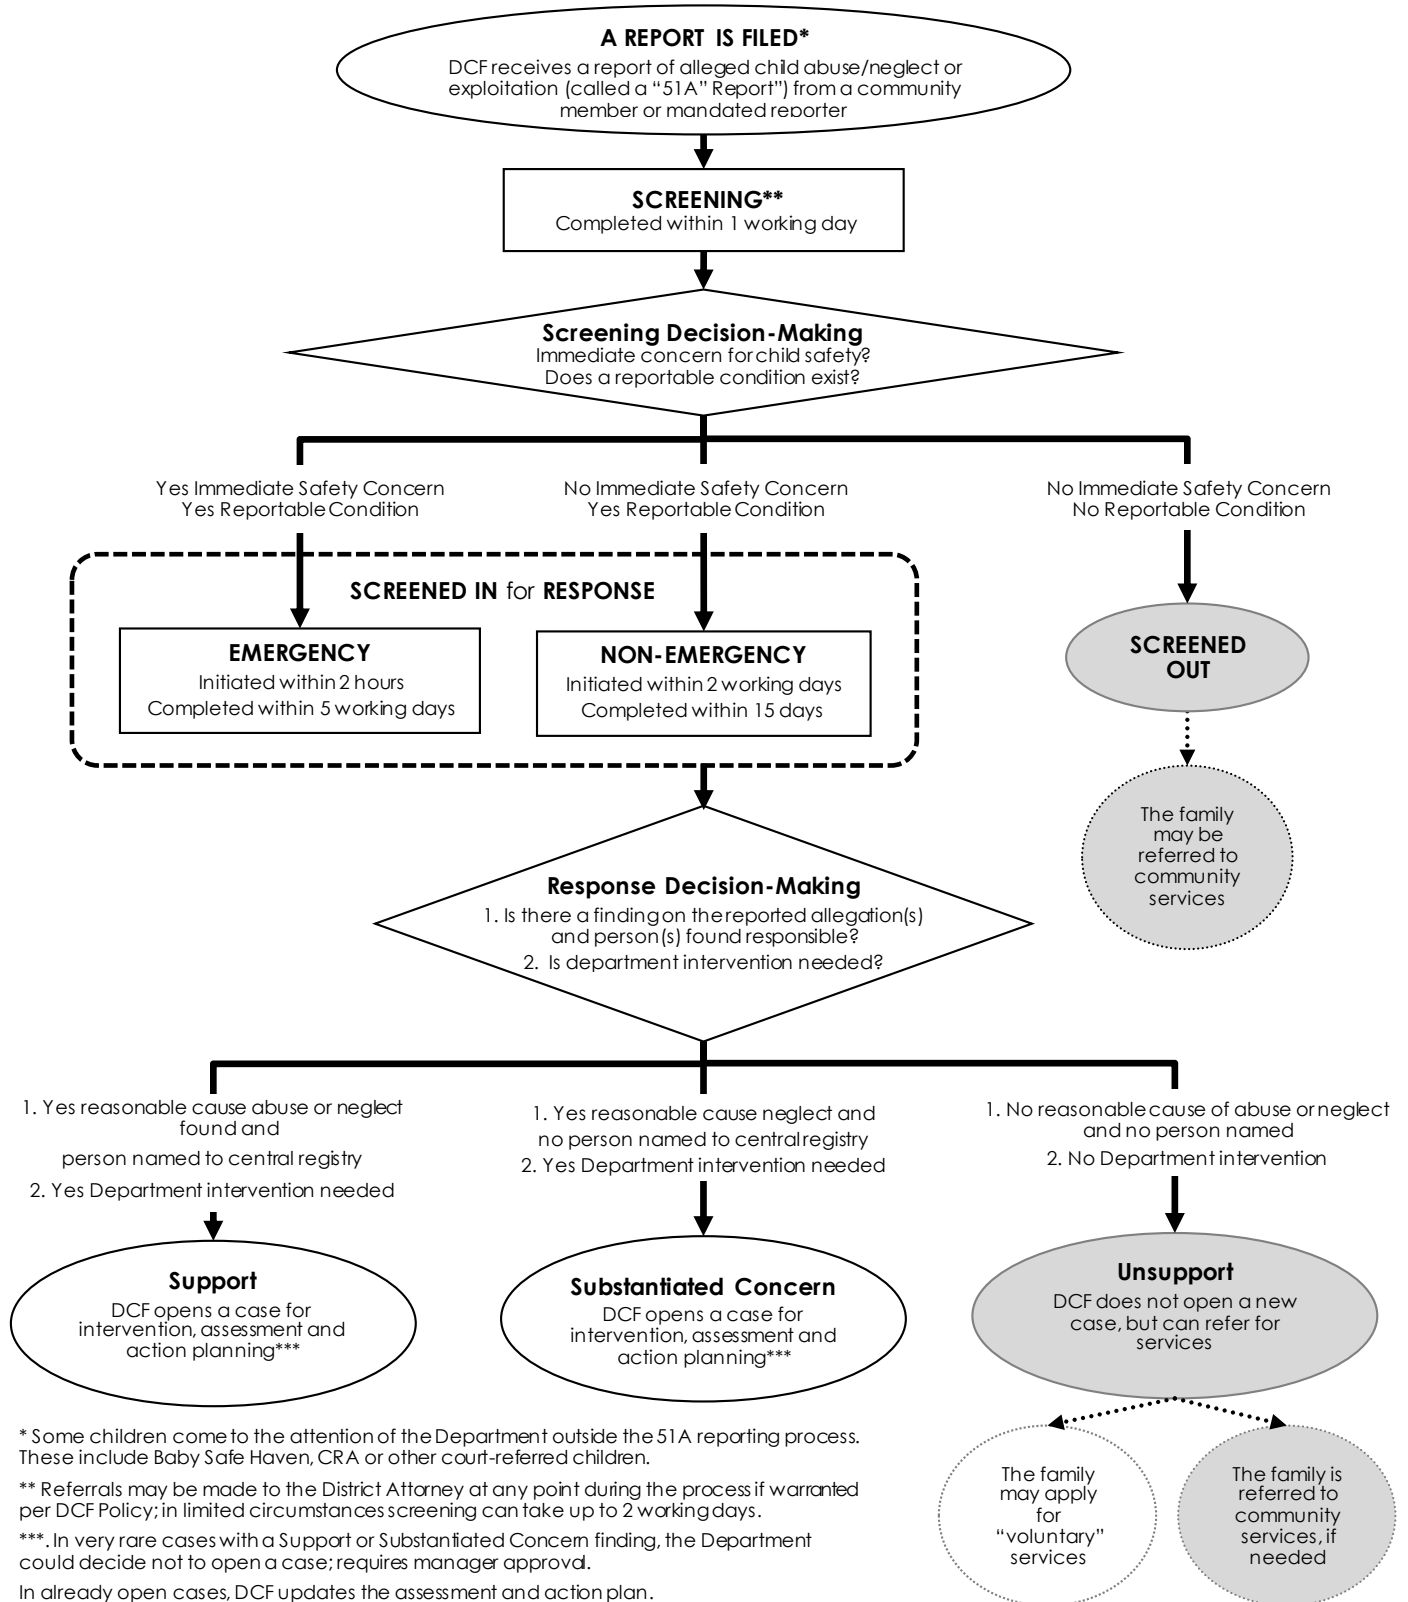 A REPORT IS FILED*
DCF receives a report of alleged child abuse/neglect or
exploitation (called a “51A” Report”) from a community
member or mandated reporter
SCREENING**
Completed within 1 working day
Screening Decision-Making
Immediate concern for child safety?
Does a reportable condition exist?
Yes Immediate Safety Concern
Yes Reportable Condition
No Immediate Safety Concern
Yes Reportable Condition
No Immediate Safety Concern
No Reportable Condition
SCREENED IN for RESPONSE
EMERGENCY
Initiated within 2 hours
Completed within 5 working days
NON-EMERGENCY
Initiated within 2 working days
Completed within 15 days
SCREENED
OUT
The family
may be
referred to
community
services
Response Decision-Making
1. Is there a finding on the reported allegation(s)
and person(s) found responsible?
2. Is department intervention needed?
1. Yes reasonable cause abuse or neglect
found and
person named to central registry
2. Yes Department intervention needed
1. Yes reasonable cause neglect and
no person named to central registry
2. Yes Department intervention needed
1. No reasonable cause of abuse or neglect
and no person named
2. No Department intervention
Support
DCF opens a case for
intervention, assessment and
action planning***
Substantiated Concern
DCF opens a case for
intervention, assessment and
action planning***
Unsupport
DCF does not open a new
case, but can refer for
services
The family
may apply
for
“voluntary”
services
The family is
referred to
community
services, if
needed
* Some children come to the attention of the Department outside the 51A reporting process.
These include Baby Safe Haven, CRA or other court-referred children.
** Referrals may be made to the District Attorney at any point during the process if warranted
per DCF Policy; in limited circumstances screening can take up to 2 working days.
***. In very rare cases with a Support or Substantiated Concern finding, the Department
could decide not to open a case; requires manager approval.
In already open cases, DCF updates the assessment and action plan.